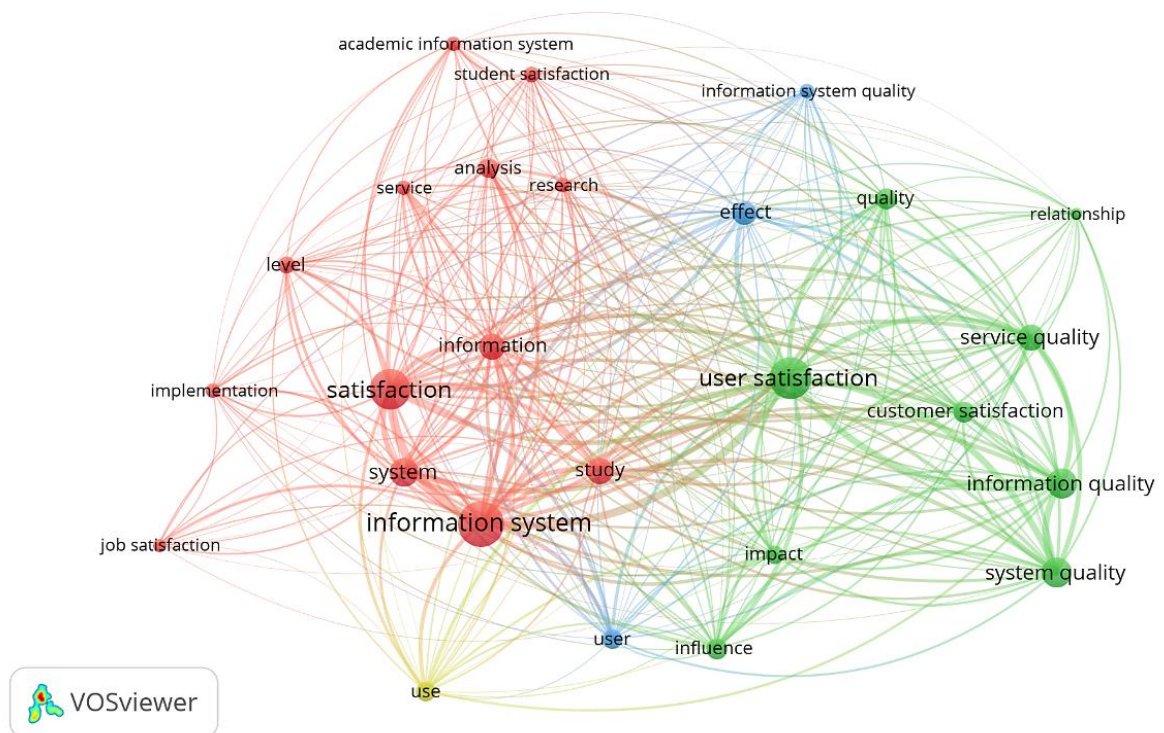 academic information system
student satisfaction
information system quality
analysis
research
service
quality
effect
relationship
level
service quality
information
user satisfaction
satisfaction
implementation
customer satisfaction
system
study
information quality
information system
job satisfaction
impact
system quality
user
influence
use
VOSviewer